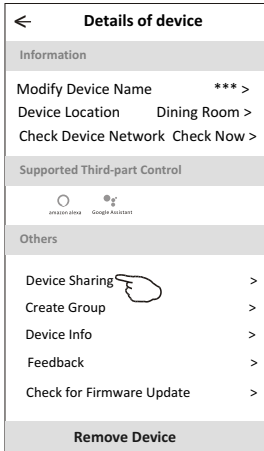 Details of device
Information
Modify Device Name *** >
Device Location Dining Room >
Check Device Network Check Now >
Supported Third-part Control
amazon alexa Google Assistant
Others
Device Sharing >
Create Group >
Device Info >
Feedback >
Check for Firmware Update >
Remove Device